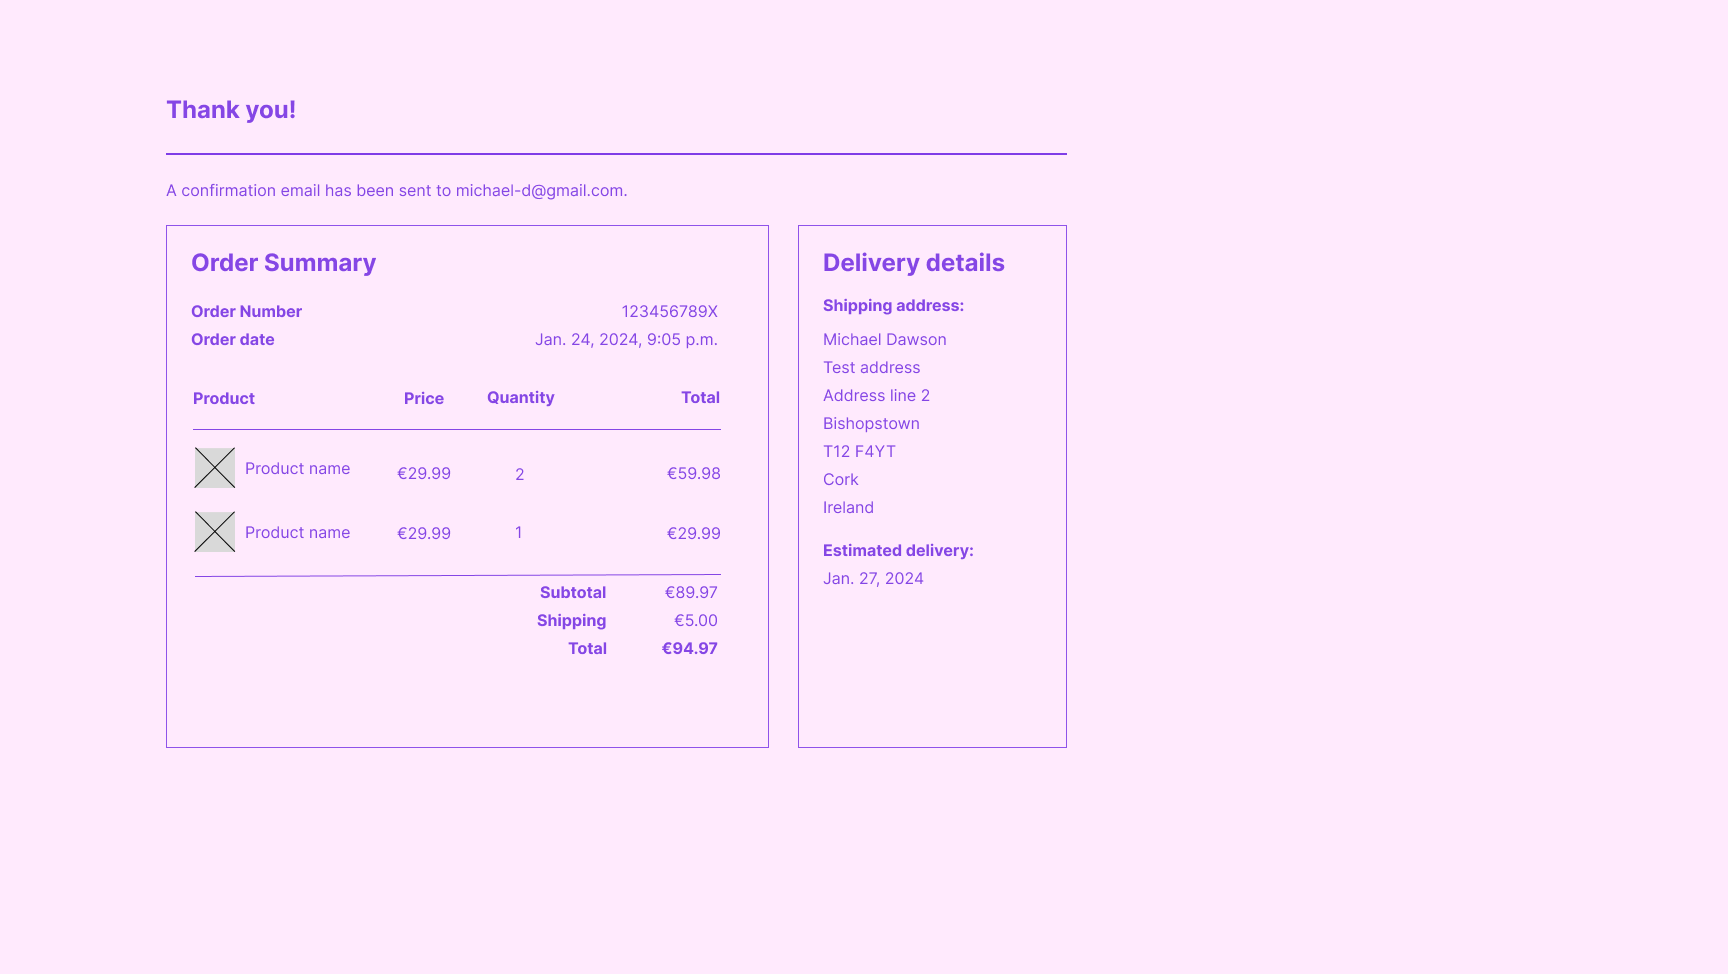 Thank you!
A confirmation email has been sent to michael-d@gmail.com.
Order Summary
Order Number 123456789X
Order date Jan. 24, 2024, 9:05 p.m.
Product Price Quantity Total
Product name €29.99 2 €59.98
Product name €29.99 1 €29.99
Subtotal €89.97
Shipping €5.00
Total €94.97
Delivery details
Shipping address:
Michael Dawson
Test address
Address line 2
Bishopstown
T12 F4YT
Cork
Ireland
Estimated delivery:
Jan. 27, 2024